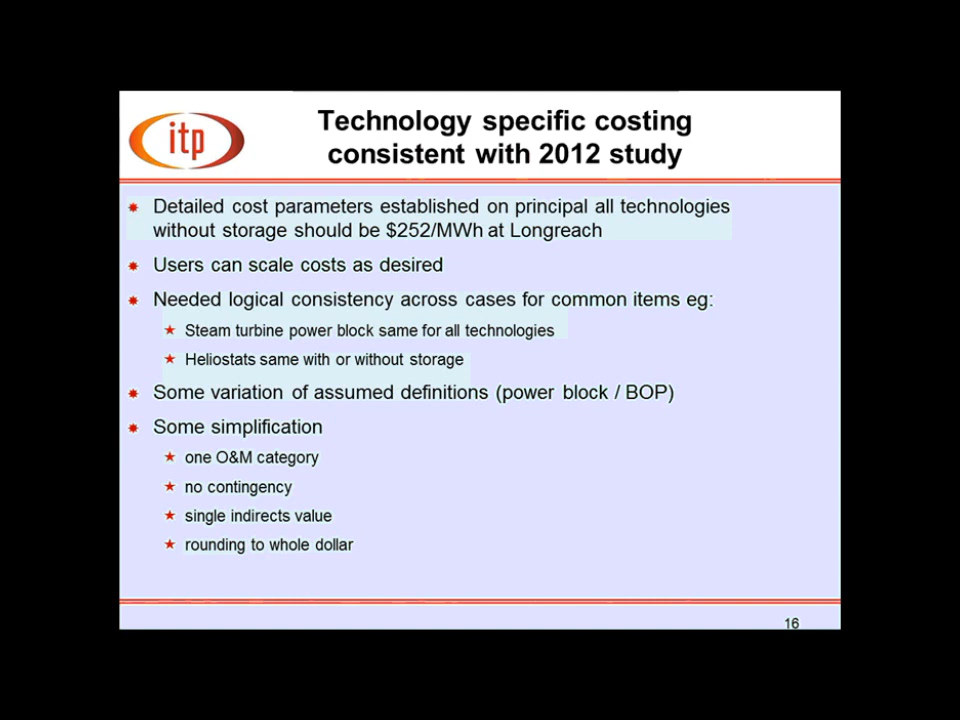 itp
Technology specific costing
consistent with 2012 study
Detailed cost parameters established on principal all technologies
without storage should be $252/MWh at Longreach
Users can scale costs as desired
Needed logical consistency across cases for common items eg:
Steam turbine power block same for all technologies
Heliostats same with or without storage
Some variation of assumed definitions (power block / BOP)
Some simplification
one O&M category
no contingency
single indirects value
rounding to whole dollar
16